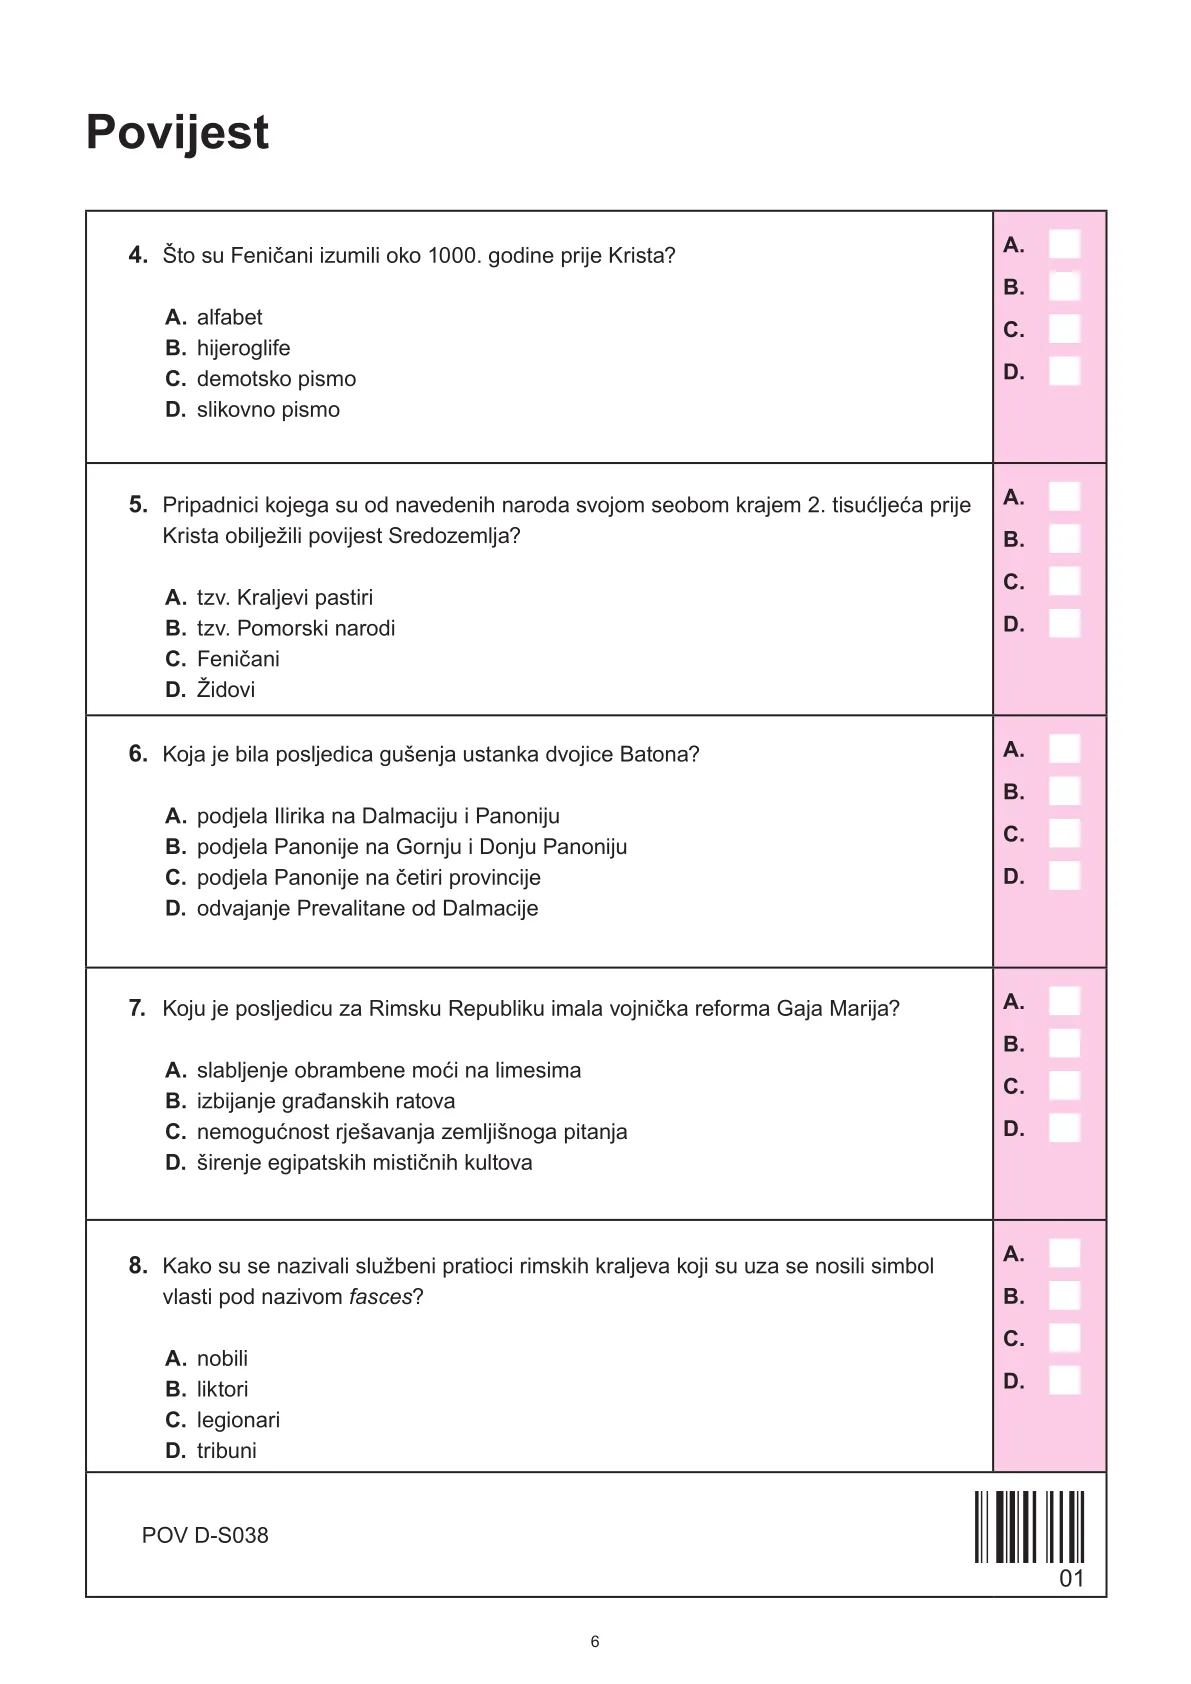 Povijest
4. Što su Feničani izumili oko 1000. godine prije Krista?
A. alfabet
B. hijeroglife
C. demotsko pismo
D. slikovno pismo
A.
B.
C.
D.
5. Pripadnici kojega su od navedenih naroda svojom seobom krajem 2. tisućljeća prije
Krista obilježili povijest Sredozemlja?
A. tzv. Kraljevi pastiri
B. tzv. Pomorski narodi
C. Feničani
D. Židovi
A.
B.
C.
D.
6. Koja je bila posljedica gušenja ustanka dvojice Batona?
A. podjela Ilirika na Dalmaciju i Panoniju
B. podjela Panonije na Gornju i Donju Panoniju
C. podjela Panonije na četiri provincije
D. odvajanje Prevalitane od Dalmacije
A.
B.
C.
D.
7. Koju je posljedicu za Rimsku Republiku imala vojnička reforma Gaja Marija?
A. slabljenje obrambene moći na limesima
B. izbijanje građanskih ratova
C. nemogućnost rješavanja zemljišnoga pitanja
D. širenje egipatskih mističnih kultova
A.
B.
C.
D.
8. Kako su se nazivali službeni pratioci rimskih kraljeva koji su uza se nosili simbol
vlasti pod nazivom fasces?
A. nobili
B. liktori
C. legionari
D. tribuni
A.
B.
C.
D.
POV D-S038
01
6